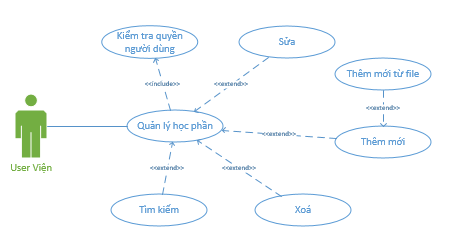 Kiểm tra quyền
người dùng
Sửa
Thêm mới từ file
<<include>>
<<extend>>
<<extend>>
Quản lý học phần
<<extend>>
Thêm mới
User Viện
<<extend>>
<<extend>>
Tìm kiếm
Xoá